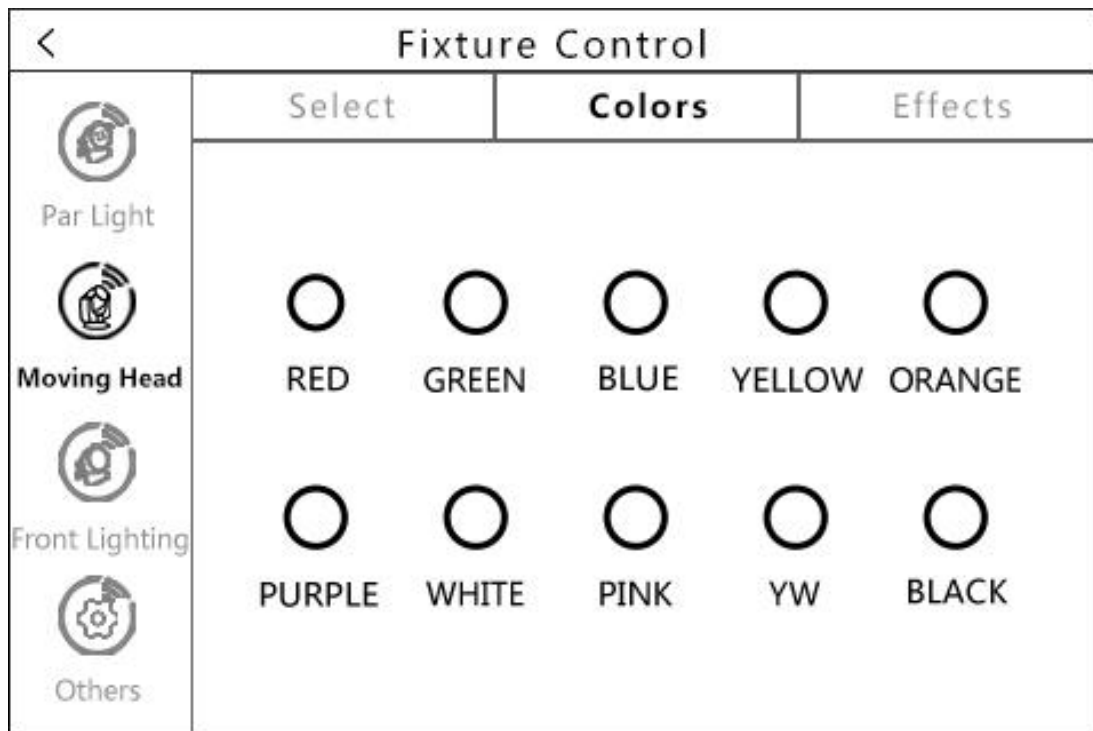 Fixture Control
Select Colors Effects
Par Light
Moving Head
Front Lighting
Others
RED GREEN BLUE YELLOW ORANGE
PURPLE WHITE PINK YW BLACK